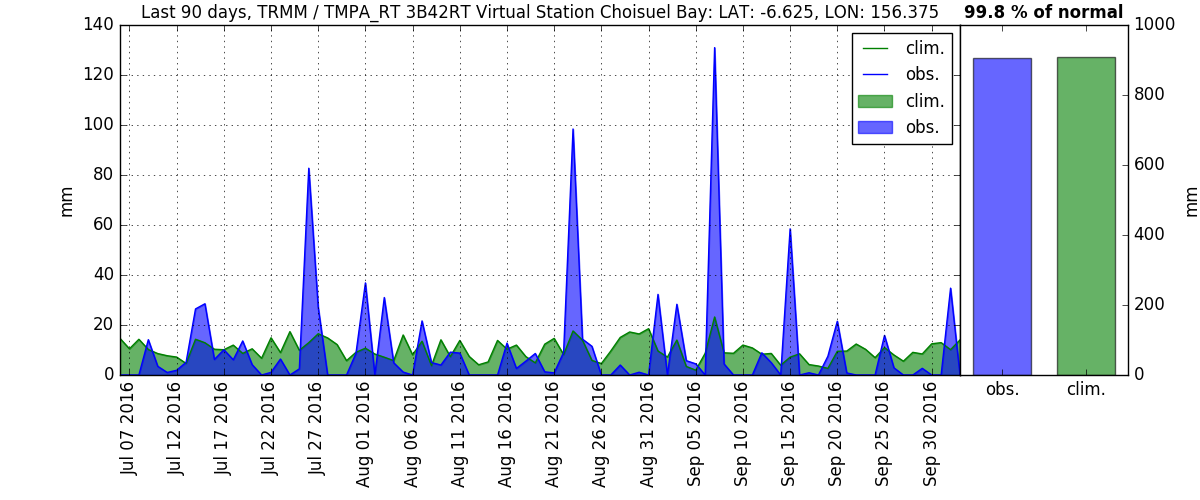 Last 90 days, TRMM / TMPA_RT 3B42RT Virtual Station Choisuel Bay: LAT: -6.625, LON: 156.375
99.8 % of normal
140
120
100
80
60
40
20
0
mm
clim.
obs.
clim.
obs.
1000
800
600
400
200
0
mm
Jul 07 2016
Jul 12 2016
Jul 17 2016
Jul 22 2016
Jul 27 2016
Aug 01 2016
Aug 06 2016
Aug 11 2016
Aug 16 2016
Aug 21 2016
Aug 26 2016
Aug 31 2016
Sep 05 2016
Sep 10 2016
Sep 15 2016
Sep 20 2016
Sep 25 2016
Sep 30 2016
obs.
clim.